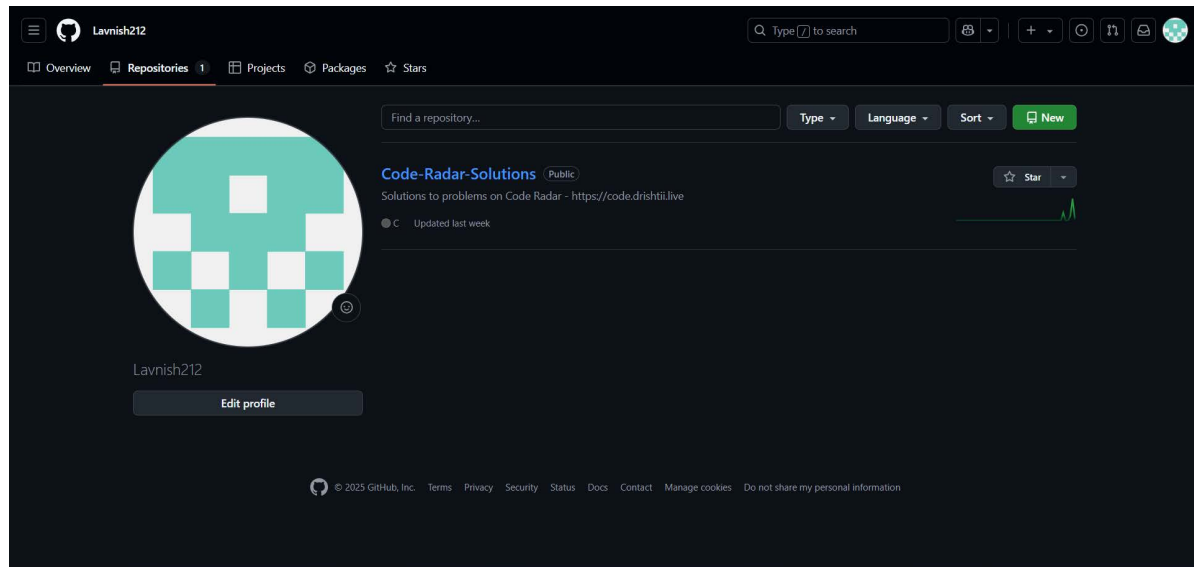 Lavnish212
Type / to search
Overview Repositories 1 Projects Packages Stars
Find a repository... Type Language Sort New
Code-Radar-Solutions Public Star
Solutions to problems on Code Radar - https://code.drishtii.live
C Updated last week
Lavnish212
Edit profile
© 2025 GitHub, Inc. Terms Privacy Security Status Docs Contact Manage cookies Do not share my personal information